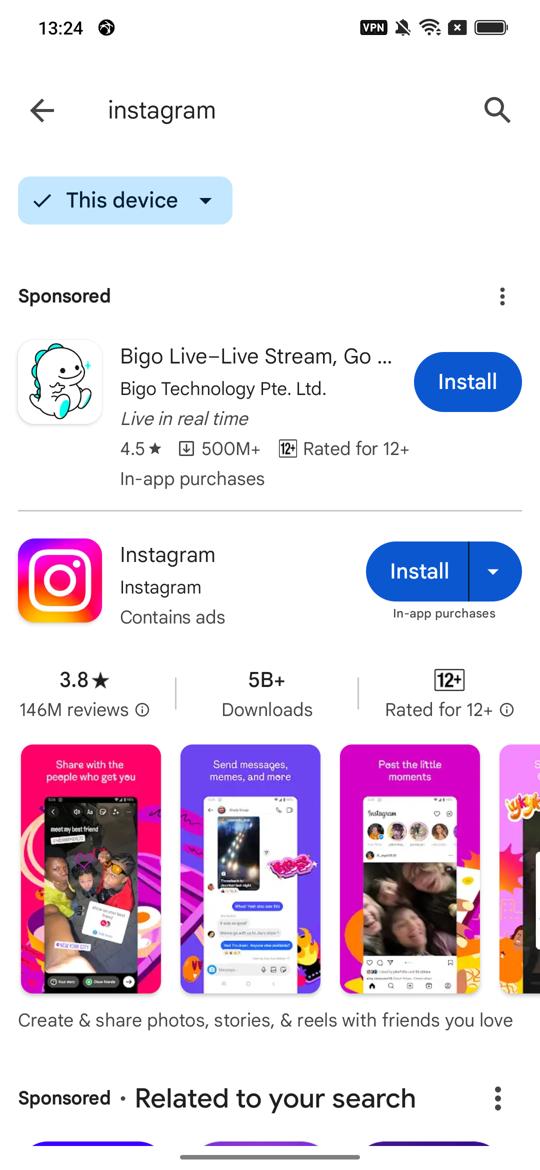 13:24
VPN
instagram
This device
Sponsored
Bigo Live–Live Stream, Go ...
Bigo Technology Pte. Ltd.
Install
Live in real time
4.5★ 500M+ 12+ Rated for 12+
In-app purchases
Instagram
Instagram
Contains ads
Install
In-app purchases
3.8★
146M reviews
5B+
Downloads
12+
Rated for 12+
Share with the
people who get you
meet my best friend
NEW YORK CITY
Send messages,
memes, and more
Post the little
moments
Instagram
Create & share photos, stories, & reels with friends you love
Sponsored · Related to your search